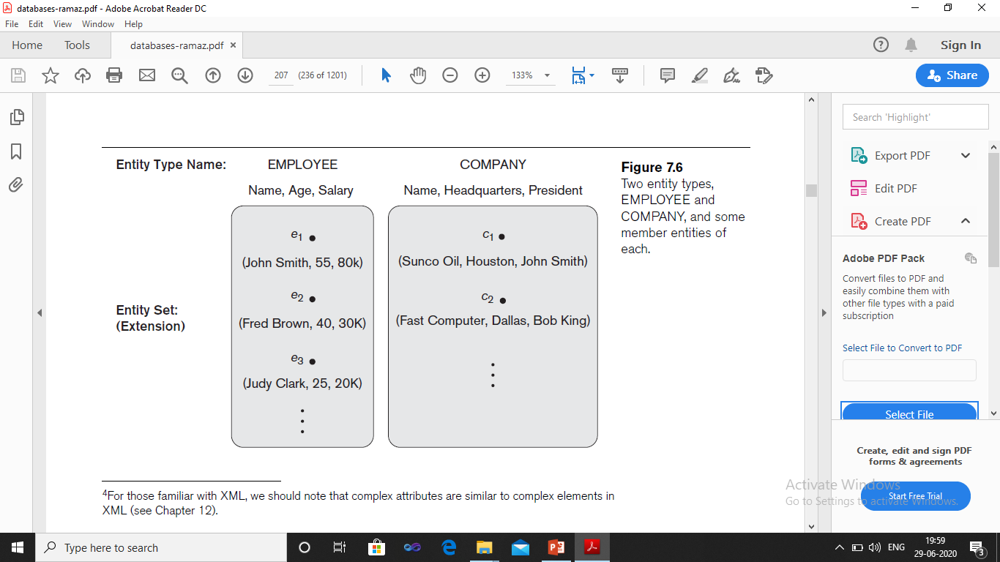 databases-ramaz.pdf - Adobe Acrobat Reader DC
File Edit View Window Help
Home Tools databases-ramaz.pdf × Sign In
207 (236 of 1201) 133% Share
Entity Type Name: EMPLOYEE COMPANY
Name, Age, Salary Name, Headquarters, President
Figure 7.6
Two entity types,
EMPLOYEE and
COMPANY, and some
member entities of
each.
e1 c1
(John Smith, 55, 80k) (Sunco Oil, Houston, John Smith)
e2 c2
(Fred Brown, 40, 30K) (Fast Computer, Dallas, Bob King)
Entity Set:
(Extension)
e3
(Judy Clark, 25, 20K)
4For those familiar with XML, we should note that complex attributes are similar to complex elements in
XML (see Chapter 12).
Search 'Highlight'
Export PDF
Edit PDF
Create PDF
Adobe PDF Pack
Convert files to PDF and
easily combine them with
other file types with a paid
subscription
Select File to Convert to PDF
Select File
Create, edit and sign PDF
forms & agreements
Start Free Trial
Activate Windows
Go to Settings to activate Windows.
Type here to search
ENG
19:59
29-06-2020
3